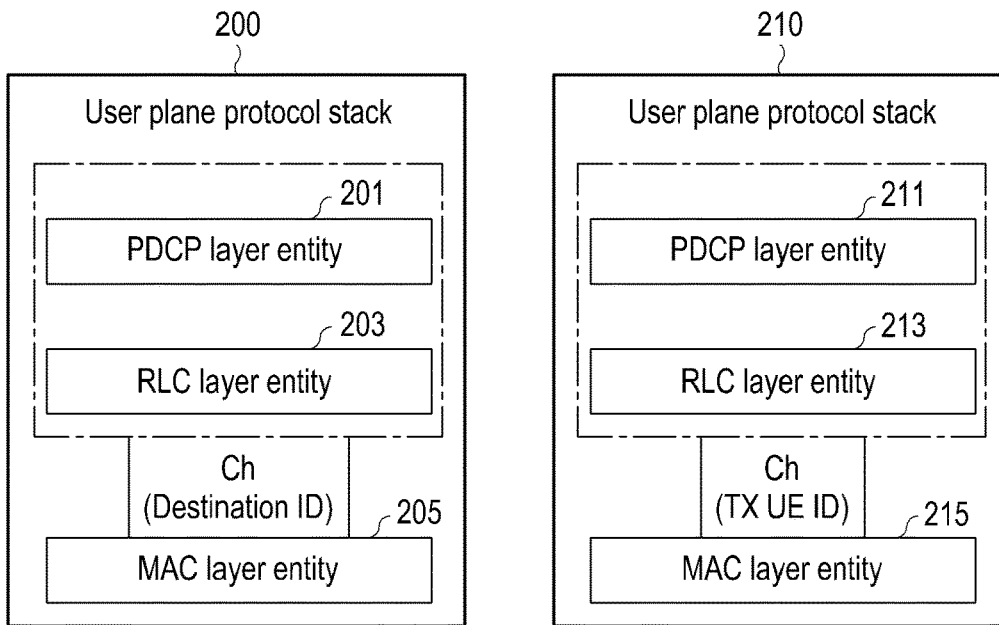 200
User plane protocol stack
201
PDCP layer entity
203
RLC layer entity
Ch
(Destination ID)
205
MAC layer entity
210
User plane protocol stack
211
PDCP layer entity
213
RLC layer entity
Ch
(TX UE ID)
215
MAC layer entity